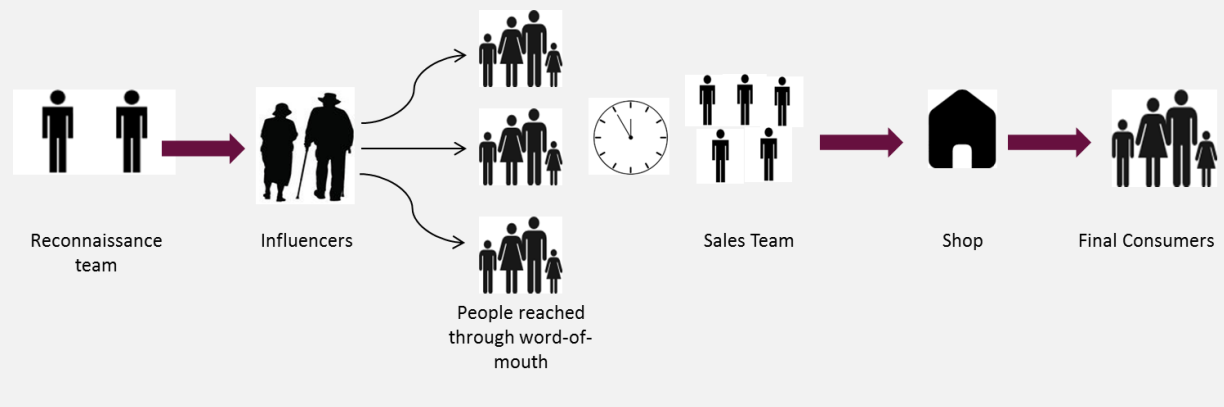 Reconnaissance
team
Influencers
People reached
through word-of-
mouth
Sales Team
Shop
Final Consumers